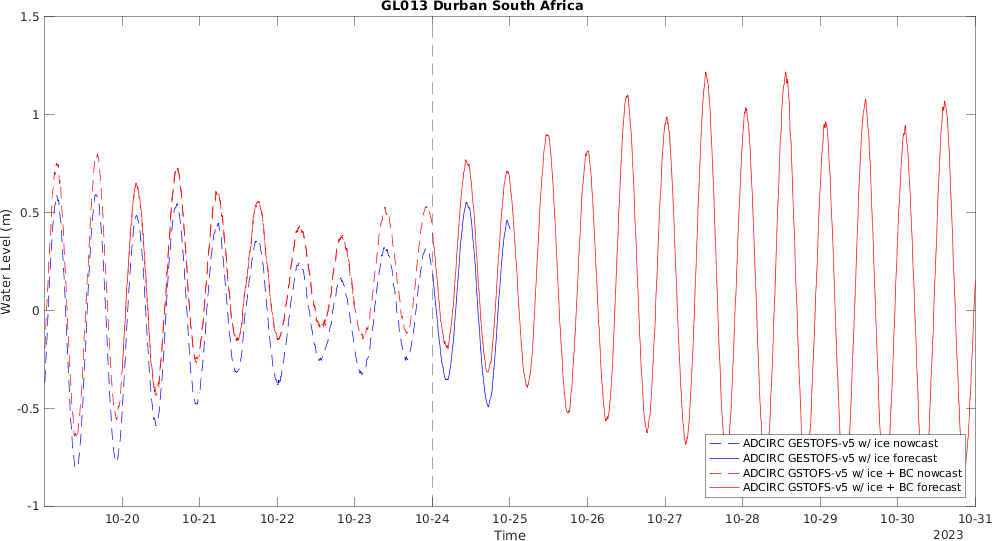 GL013 Durban South Africa
1.5
1
0.5
0
-0.5
-1
Water Level (m)
ADCIRC GESTOFS-v5 w/ ice nowcast
ADCIRC GESTOFS-v5 w/ ice forecast
ADCIRC GSTOFS-v5 w/ ice + BC nowcast
ADCIRC GSTOFS-v5 w/ ice + BC forecast
10-20 10-21 10-22 10-23 10-24 10-25 10-26 10-27 10-28 10-29 10-30 10-31
Time
2023